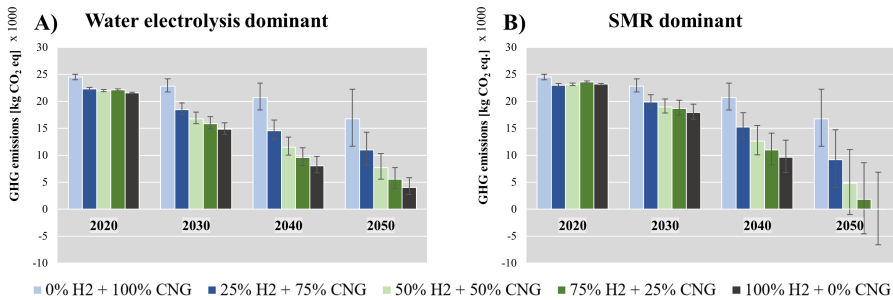 A) Water electrolysis dominant
x 1000
GHG emissions [kg CO2 eq]
30
25
20
15
10
5
0
-5
-10
2020 2030 2040 2050
B) SMR dominant
x 1000
GHG emissions [kg CO2 eq.]
30
25
20
15
10
5
0
-5
-10
2020 2030 2040 2050
0% H2 + 100% CNG 25% H2 + 75% CNG 50% H2 + 50% CNG 75% H2 + 25% CNG 100% H2 + 0% CNG